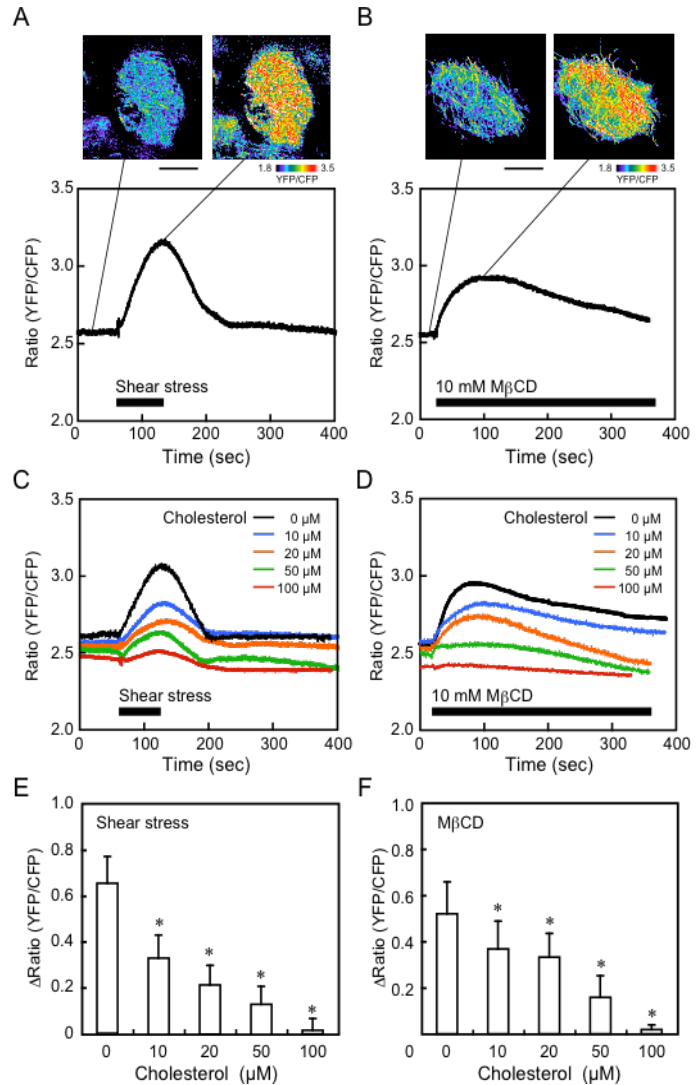 A
B
1.8 3.5
YFP/CFP
1.8 3.5
YFP/CFP
3.5
3.0
2.5
2.0
Ratio (YFP/CFP)
Shear stress
0 100 200 300 400
Time (sec)
3.5
3.0
2.5
2.0
Ratio (YFP/CFP)
10 mM MβCD
0 100 200 300 400
Time (sec)
C
3.5
3.0
2.5
2.0
Ratio (YFP/CFP)
Cholesterol
0 μM
10 μM
20 μM
50 μM
100 μM
Shear stress
0 100 200 300 400
Time (sec)
D
3.5
3.0
2.5
2.0
Ratio (YFP/CFP)
Cholesterol
0 μM
10 μM
20 μM
50 μM
100 μM
10 mM MβCD
0 100 200 300 400
Time (sec)
E
1.0
0.8
0.6
0.4
0.2
0
ΔRatio (YFP/CFP)
Shear stress
* * * *
0 10 20 50 100
Cholesterol (μM)
F
1.0
0.8
0.6
0.4
0.2
0
ΔRatio (YFP/CFP)
MβCD
* * * *
0 10 20 50 100
Cholesterol (μM)